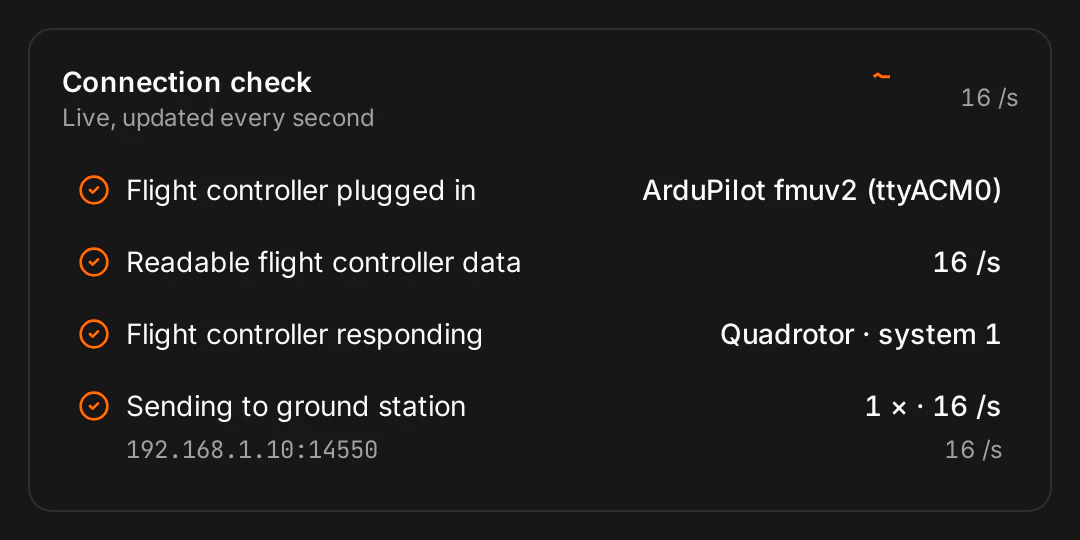 Connection check
16 /s
Live, updated every second
Flight controller plugged in ArduPilot fmuv2 (ttyACM0)
Readable flight controller data 16 /s
Flight controller responding Quadrotor · system 1
Sending to ground station 1 × · 16 /s
192.168.1.10:14550 16 /s